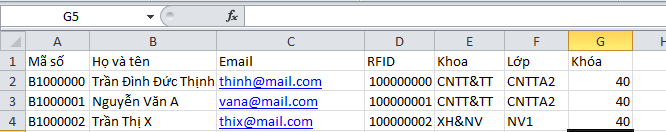 G5 fx
A B C D E F G H
1 Mã số Họ và tên Email RFID Khoa Lớp Khóa
2 B1000000 Trần Đình Đức Thịnh thinh@mail.com 100000000 CNTT&TT CNTTA2 40
3 B1000001 Nguyễn Văn A vana@mail.com 100000001 CNTT&TT CNTTA2 40
4 B1000002 Trần Thị X thix@mail.com 100000002 XH&NV NV1 40